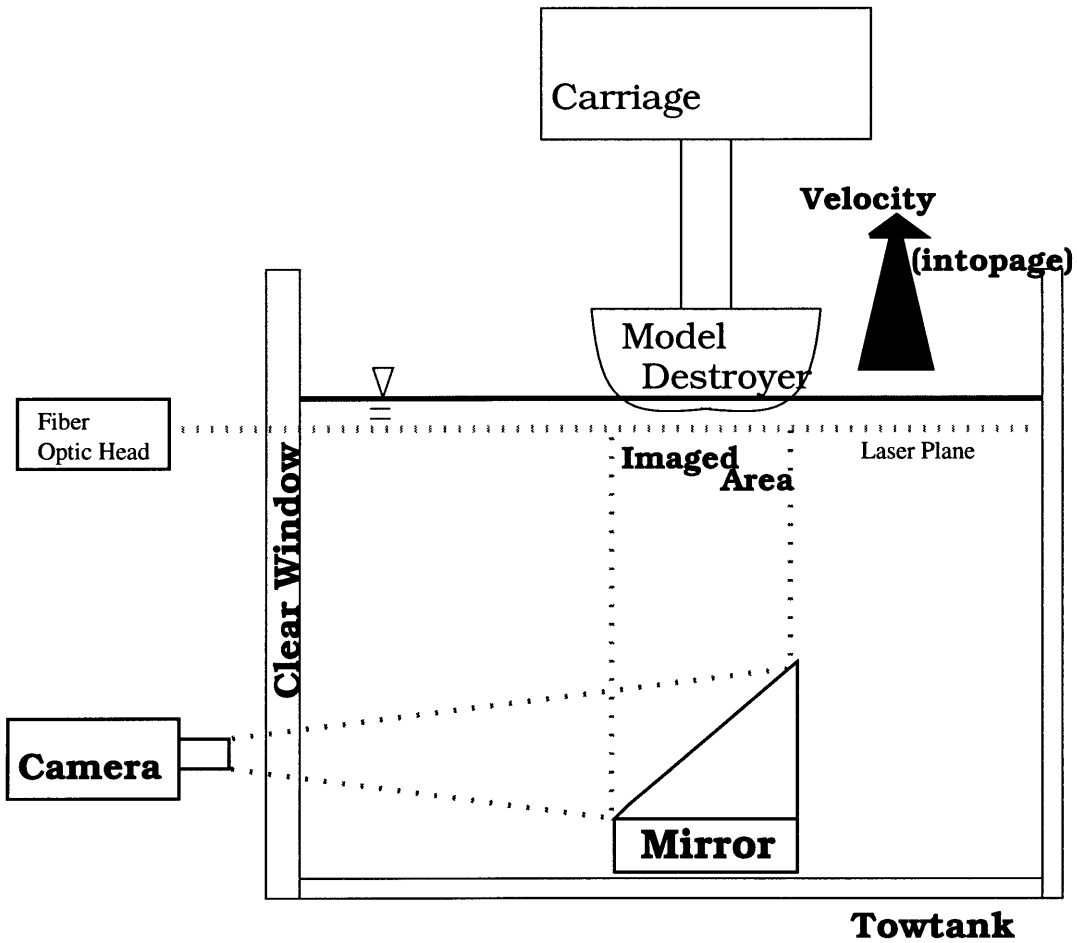 Carriage
Velocity
(intopage)
Model
Destroyer
Fiber
Optic Head
Imaged
Area
Laser Plane
Clear Window
Camera
Mirror
Towtank